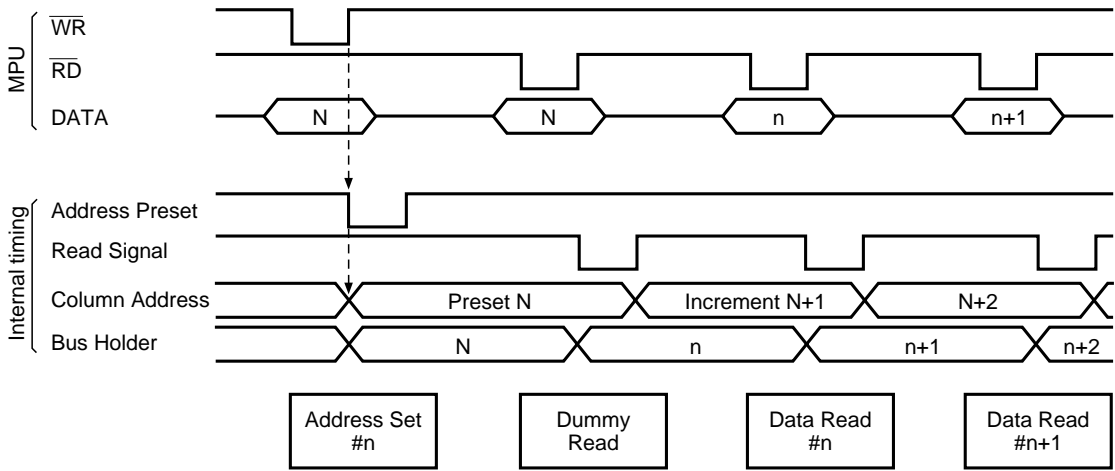 MPU
WR
RD
DATA
N
N
n
n+1
Internal timing
Address Preset
Read Signal
Column Address
Preset N
Increment N+1
N+2
Bus Holder
N
n
n+1
n+2
Address Set
#n
Dummy
Read
Data Read
#n
Data Read
#n+1